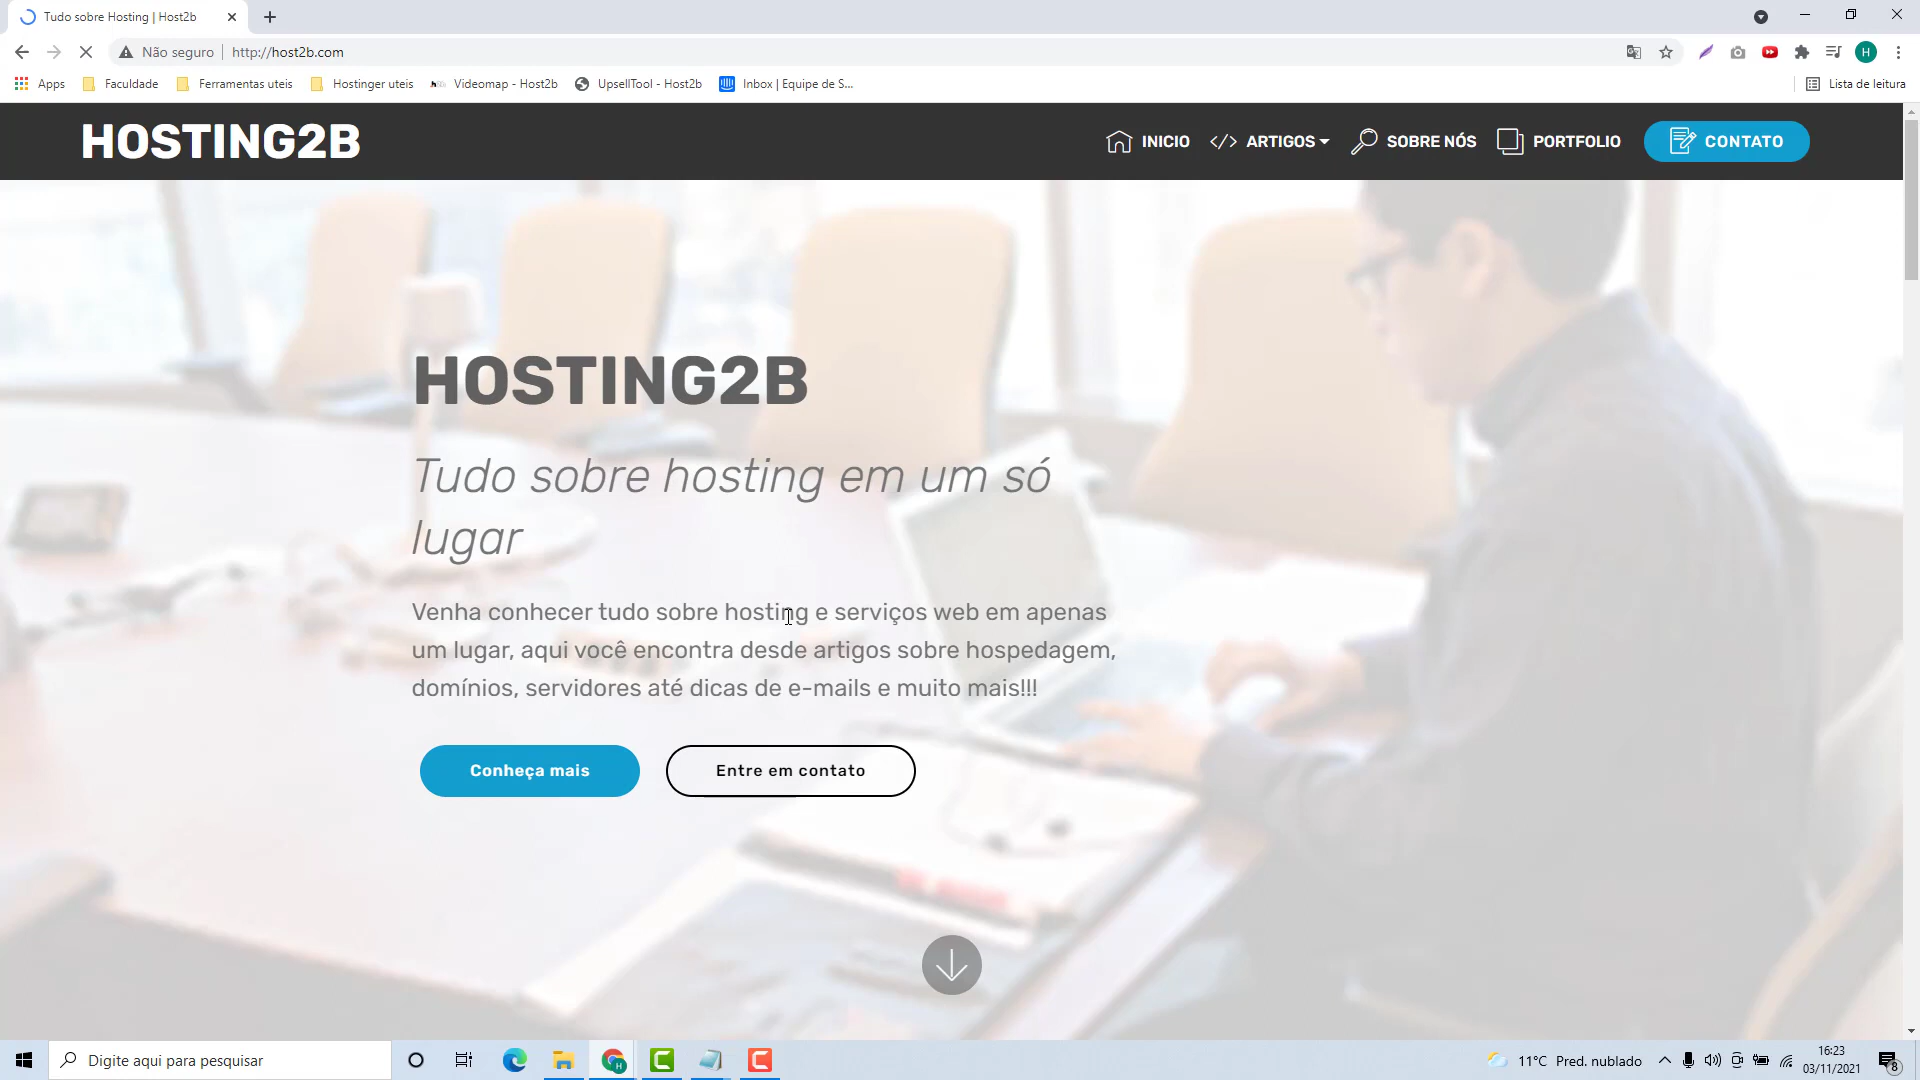 Tudo sobre Hosting | Host2b
Não seguro
http://host2b.com
H
Apps
Faculdade
Ferramentas uteis
Hostinger uteis
Videomap - Host2b
UpsellTool - Host2b
Inbox | Equipe de S...
Lista de leitura
HOSTING2B
INICIO
ARTIGOS
SOBRE NÓS
PORTFOLIO
CONTATO
HOSTING2B
Tudo sobre hosting em um só
lugar
Venha conhecer tudo sobre hosting e serviços web em apenas
um lugar, aqui você encontra desde artigos sobre hospedagem,
domínios, servidores até dicas de e-mails e muito mais!!!
Conheça mais
Entre em contato
Digite aqui para pesquisar
11°C Pred. nublado
16:23
03/11/2021
8